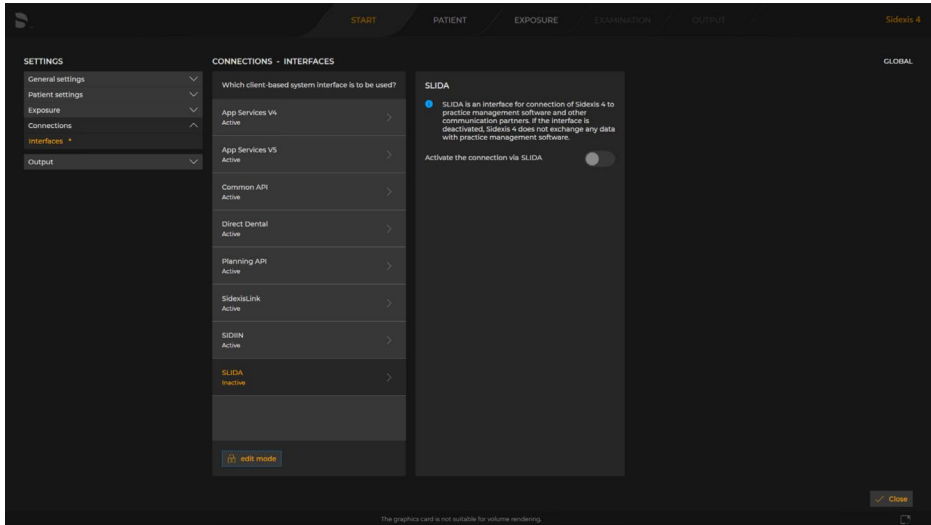 START
PATIENT
EXPOSURE
EXAMINATION
OUTPUT
Sidexis 4
SETTINGS
General settings
Patient settings
Exposure
Connections
Interfaces *
Output
CONNECTIONS - INTERFACES
Which client-based system interface is to be used?
App Services V4
Active
App Services V5
Active
Common API
Active
Direct Dental
Active
Planning API
Active
SidexisLink
Active
SIDIIN
Active
SLIDA
Inactive
edit mode
SLIDA
SLIDA is an interface for connection of Sidexis 4 to
practice management software and other
communication partners. If the interface is
deactivated, Sidexis 4 does not exchange any data
with practice management software.
Activate the connection via SLIDA
GLOBAL
Close
The graphics card is not suitable for volume rendering.